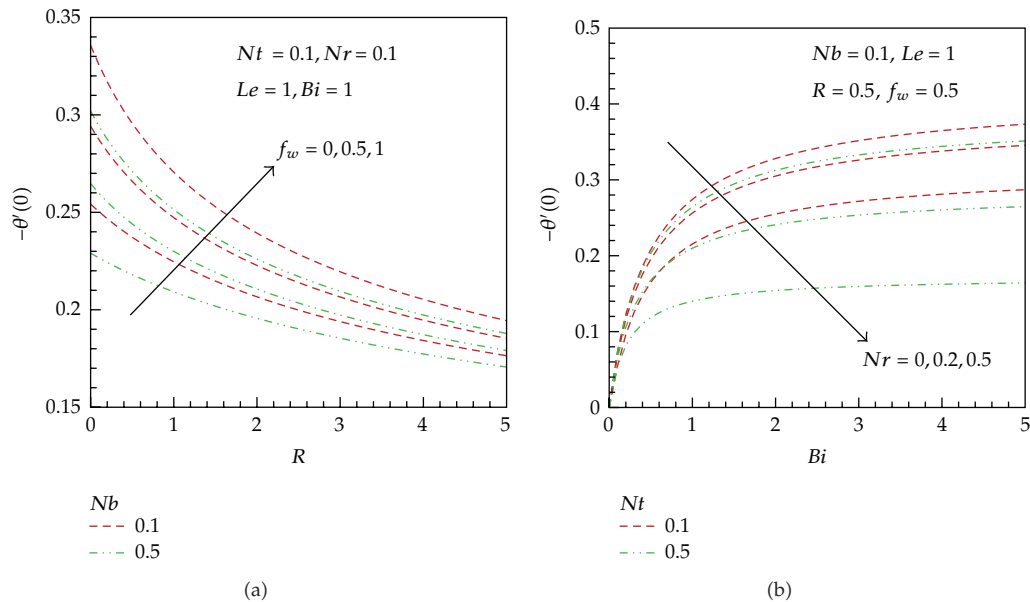 0.35
0.3
0.25
0.2
0.15
−θ′(0)
Nt = 0.1, Nr = 0.1
Le = 1, Bi = 1
f_w = 0, 0.5, 1
0 1 2 3 4 5
R
Nb
0.1
0.5
(a)
0.5
0.4
0.3
0.2
0.1
0
−θ′(0)
Nb = 0.1, Le = 1
R = 0.5, f_w = 0.5
Nr = 0, 0.2, 0.5
0 1 2 3 4 5
Bi
Nt
0.1
0.5
(b)